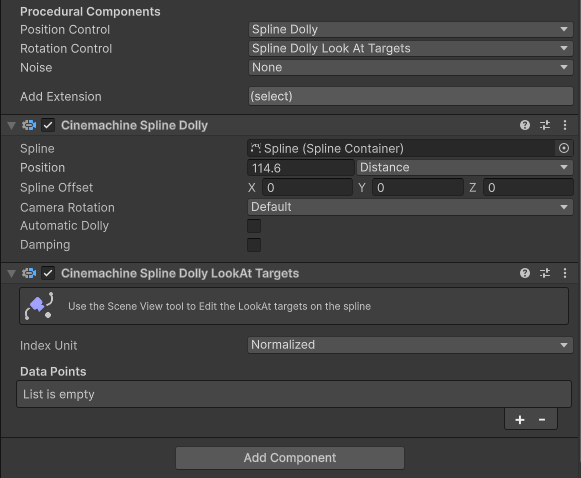 Procedural Components
Position Control Spline Dolly
Rotation Control Spline Dolly Look At Targets
Noise None
Add Extension (select)
Cinemachine Spline Dolly
Spline Spline (Spline Container)
Position 114.6 Distance
Spline Offset X 0 Y 0 Z 0
Camera Rotation Default
Automatic Dolly
Damping
Cinemachine Spline Dolly LookAt Targets
Use the Scene View tool to Edit the LookAt targets on the spline
Index Unit Normalized
Data Points
List is empty
+ -
Add Component